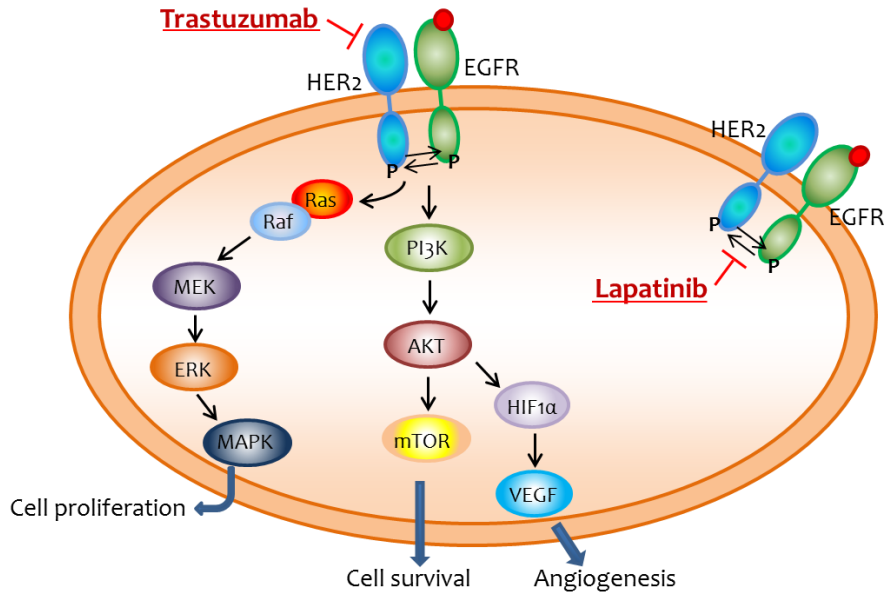 Trastuzumab
HER2
EGFR
P
P
Ras
Raf
PI3K
MEK
AKT
ERK
HIF1α
MAPK
mTOR
VEGF
HER2
EGFR
P
P
Lapatinib
Cell proliferation
Cell survival
Angiogenesis